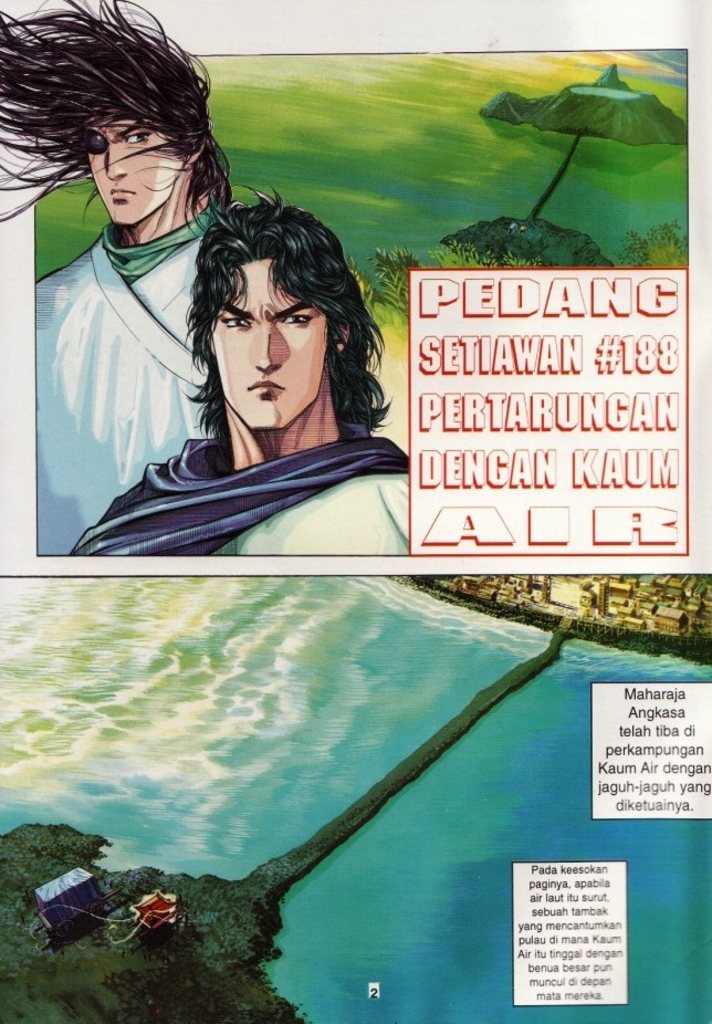 PEDANG
SETIAWAN #188
PERTARUNGAN
DENGAN KAUM
AIR
Maharaja
Angkasa
telah tiba di
perkampungan
Kaum Air dengan
jaguh-jaguh yang
diketuainya.
Pada keesokan
paginya, apabila
air laut itu surut,
sebuah tambak
yang mencantumkan
pulau di mana Kaum
Air itu tinggal dengan
benua besar pun
muncul di depan
mata mereka.
2